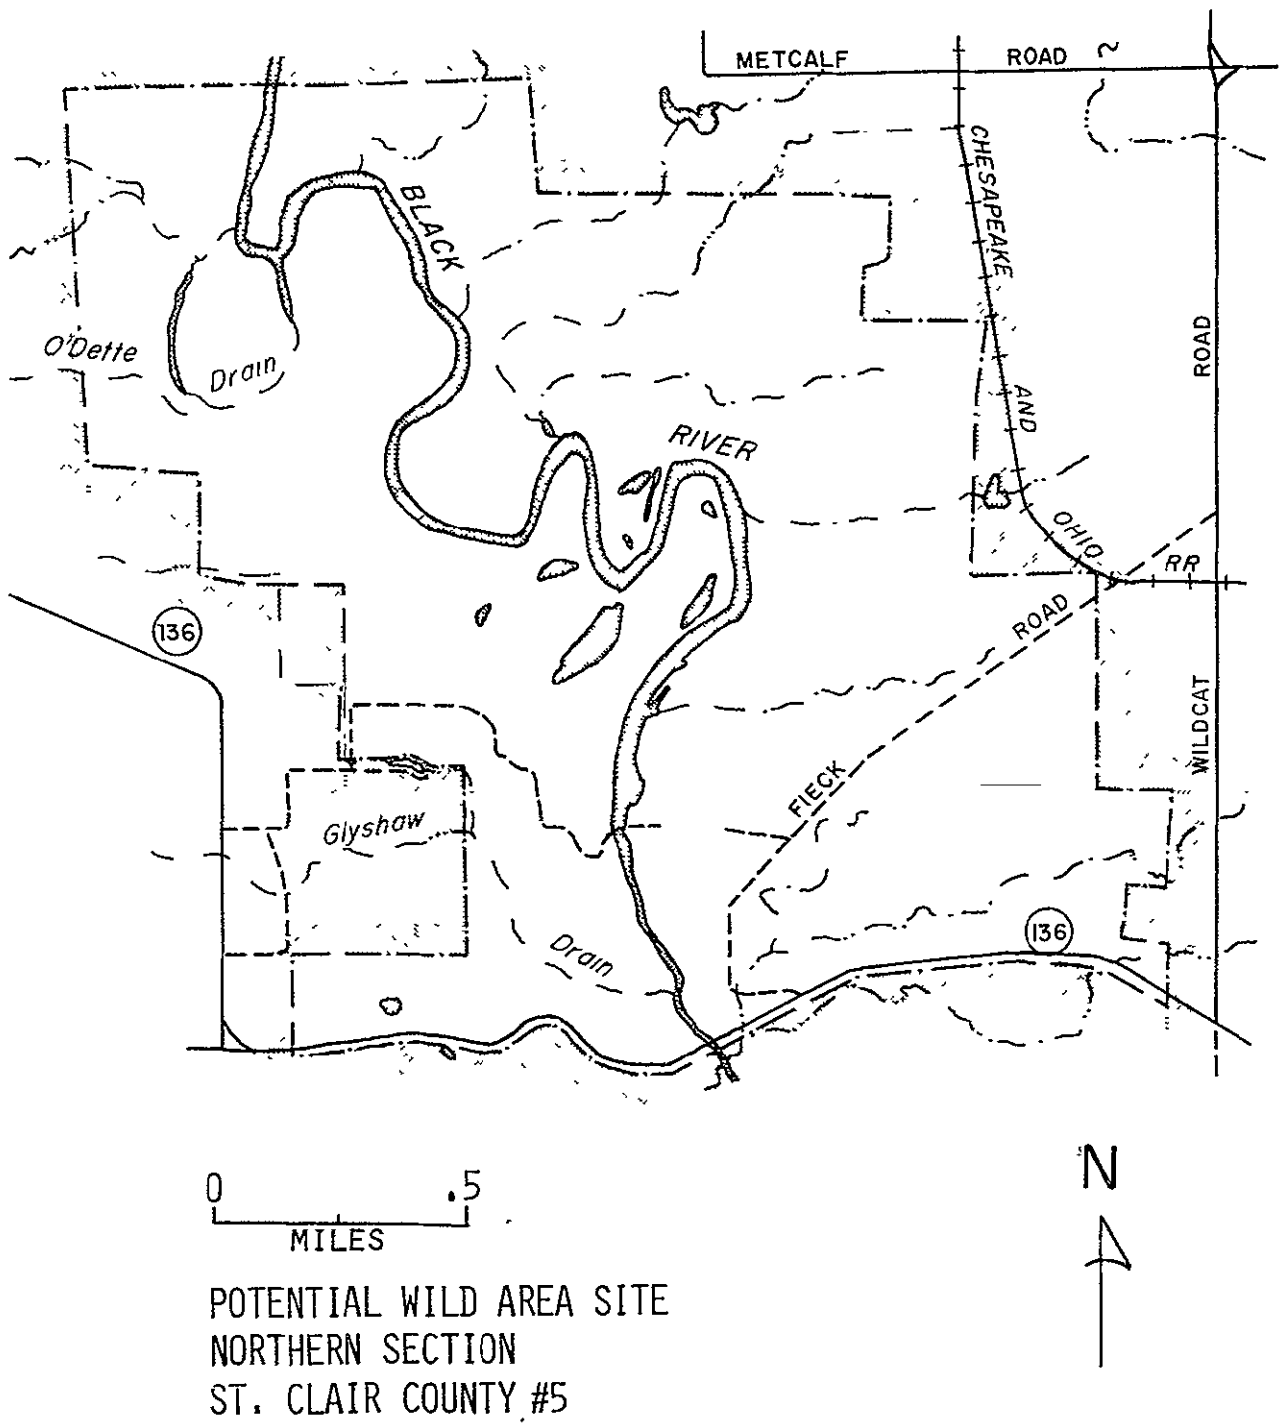 METCALF ROAD
CHESAPEAKE AND OHIO RR
BLACK RIVER
O'Dette Drain
ROAD
WILDCAT
136
FIECK ROAD
Glyshaw Drain
136
0 .5
MILES
N
POTENTIAL WILD AREA SITE
NORTHERN SECTION
ST. CLAIR COUNTY #5